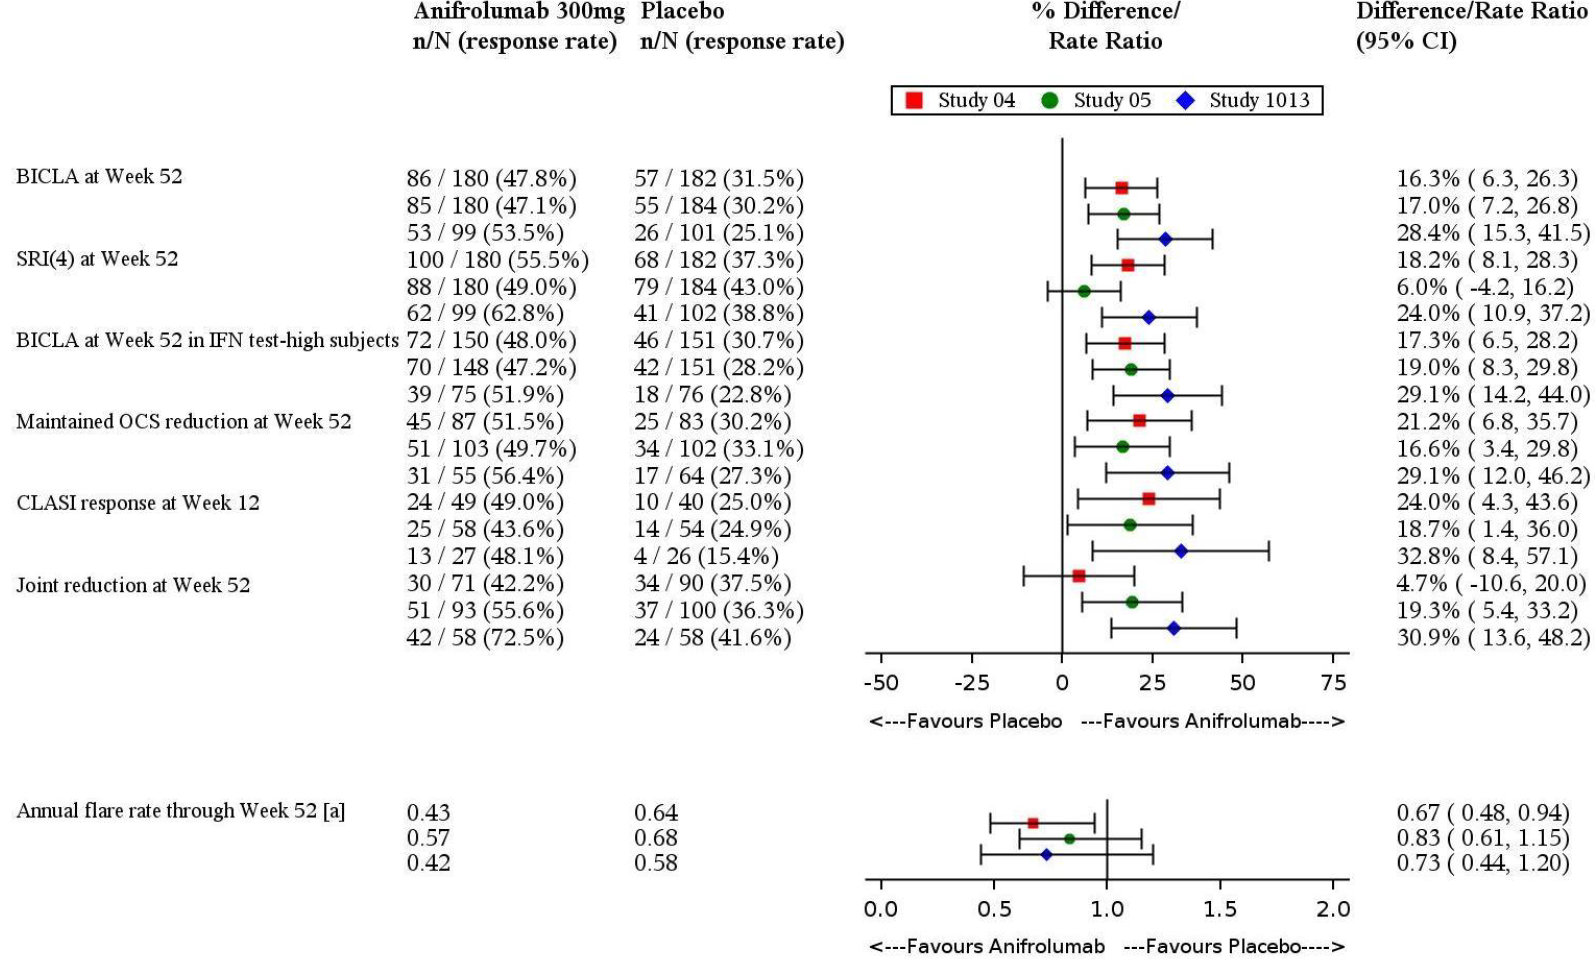 Anifrolumab 300mg Placebo % Difference/ Difference/Rate Ratio
n/N (response rate) n/N (response rate) Rate Ratio (95% CI)
Study 04 Study 05 Study 1013
BICLA at Week 52 86 / 180 (47.8%) 57 / 182 (31.5%) 16.3% ( 6.3, 26.3)
85 / 180 (47.1%) 55 / 184 (30.2%) 17.0% ( 7.2, 26.8)
53 / 99 (53.5%) 26 / 101 (25.1%) 28.4% ( 15.3, 41.5)
SRI(4) at Week 52 100 / 180 (55.5%) 68 / 182 (37.3%) 18.2% ( 8.1, 28.3)
88 / 180 (49.0%) 79 / 184 (43.0%) 6.0% ( -4.2, 16.2)
62 / 99 (62.8%) 41 / 102 (38.8%) 24.0% ( 10.9, 37.2)
BICLA at Week 52 in IFN test-high subjects 72 / 150 (48.0%) 46 / 151 (30.7%) 17.3% ( 6.5, 28.2)
70 / 148 (47.2%) 42 / 151 (28.2%) 19.0% ( 8.3, 29.8)
39 / 75 (51.9%) 18 / 76 (22.8%) 29.1% ( 14.2, 44.0)
Maintained OCS reduction at Week 52 45 / 87 (51.5%) 25 / 83 (30.2%) 21.2% ( 6.8, 35.7)
51 / 103 (49.7%) 34 / 102 (33.1%) 16.6% ( 3.4, 29.8)
31 / 55 (56.4%) 17 / 64 (27.3%) 29.1% ( 12.0, 46.2)
CLASI response at Week 12 24 / 49 (49.0%) 10 / 40 (25.0%) 24.0% ( 4.3, 43.6)
25 / 58 (43.6%) 14 / 54 (24.9%) 18.7% ( 1.4, 36.0)
13 / 27 (48.1%) 4 / 26 (15.4%) 32.8% ( 8.4, 57.1)
Joint reduction at Week 52 30 / 71 (42.2%) 34 / 90 (37.5%) 4.7% ( -10.6, 20.0)
51 / 93 (55.6%) 37 / 100 (36.3%) 19.3% ( 5.4, 33.2)
42 / 58 (72.5%) 24 / 58 (41.6%) 30.9% ( 13.6, 48.2)
-50 -25 0 25 50 75
<---Favours Placebo ---Favours Anifrolumab---->
Annual flare rate through Week 52 [a] 0.43 0.64 0.67 ( 0.48, 0.94)
0.57 0.68 0.83 ( 0.61, 1.15)
0.42 0.58 0.73 ( 0.44, 1.20)
0.0 0.5 1.0 1.5 2.0
<---Favours Anifrolumab ---Favours Placebo---->